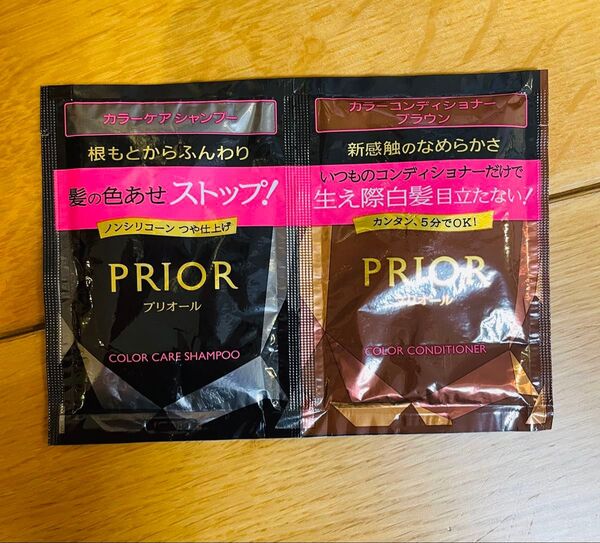 カラーケア シャンプー
根もとからふんわり
髪の色あせストップ!
ノンシリコーン つや仕上げ
PRIOR
プリオール
COLOR CARE SHAMPOO
カラーコンディショナー
ブラウン
新感触のなめらかさ
いつものコンディショナーだけで
生え際白髪目立たない!
カンタン、5分でOK!
PRIOR
プリオール
COLOR CONDITIONER